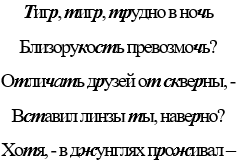 Тигр, тигр, трудно в ночь
Близорукость превозмочь?
Отличать друзей от скверны, -
Вставил линзы ты, наверно?
Хотя, - в джунглях проживал –